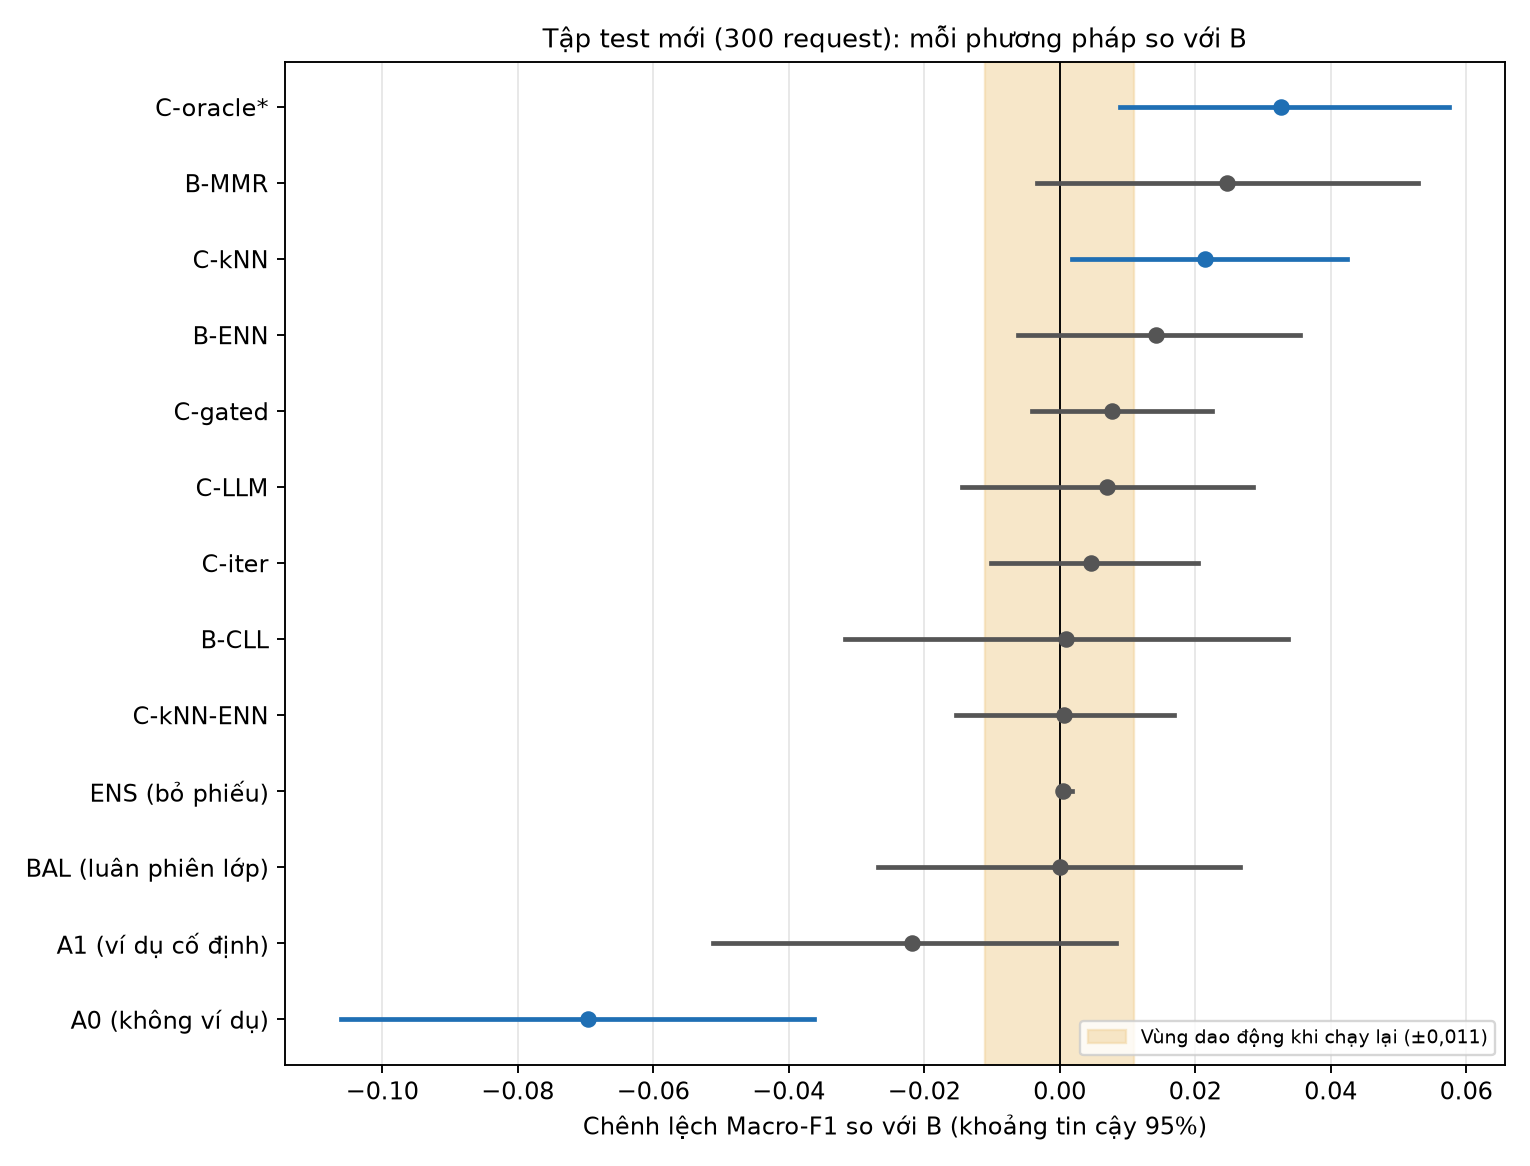 Tập test mới (300 request): mỗi phương pháp so với B
C-oracle*
B-MMR
C-kNN
B-ENN
C-gated
C-LLM
C-iter
B-CLL
C-kNN-ENN
ENS (bỏ phiếu)
BAL (luân phiên lớp)
A1 (ví dụ cố định)
A0 (không ví dụ)
Vùng dao động khi chạy lại (±0,011)
−0.10 −0.08 −0.06 −0.04 −0.02 0.00 0.02 0.04 0.06
Chênh lệch Macro-F1 so với B (khoảng tin cậy 95%)